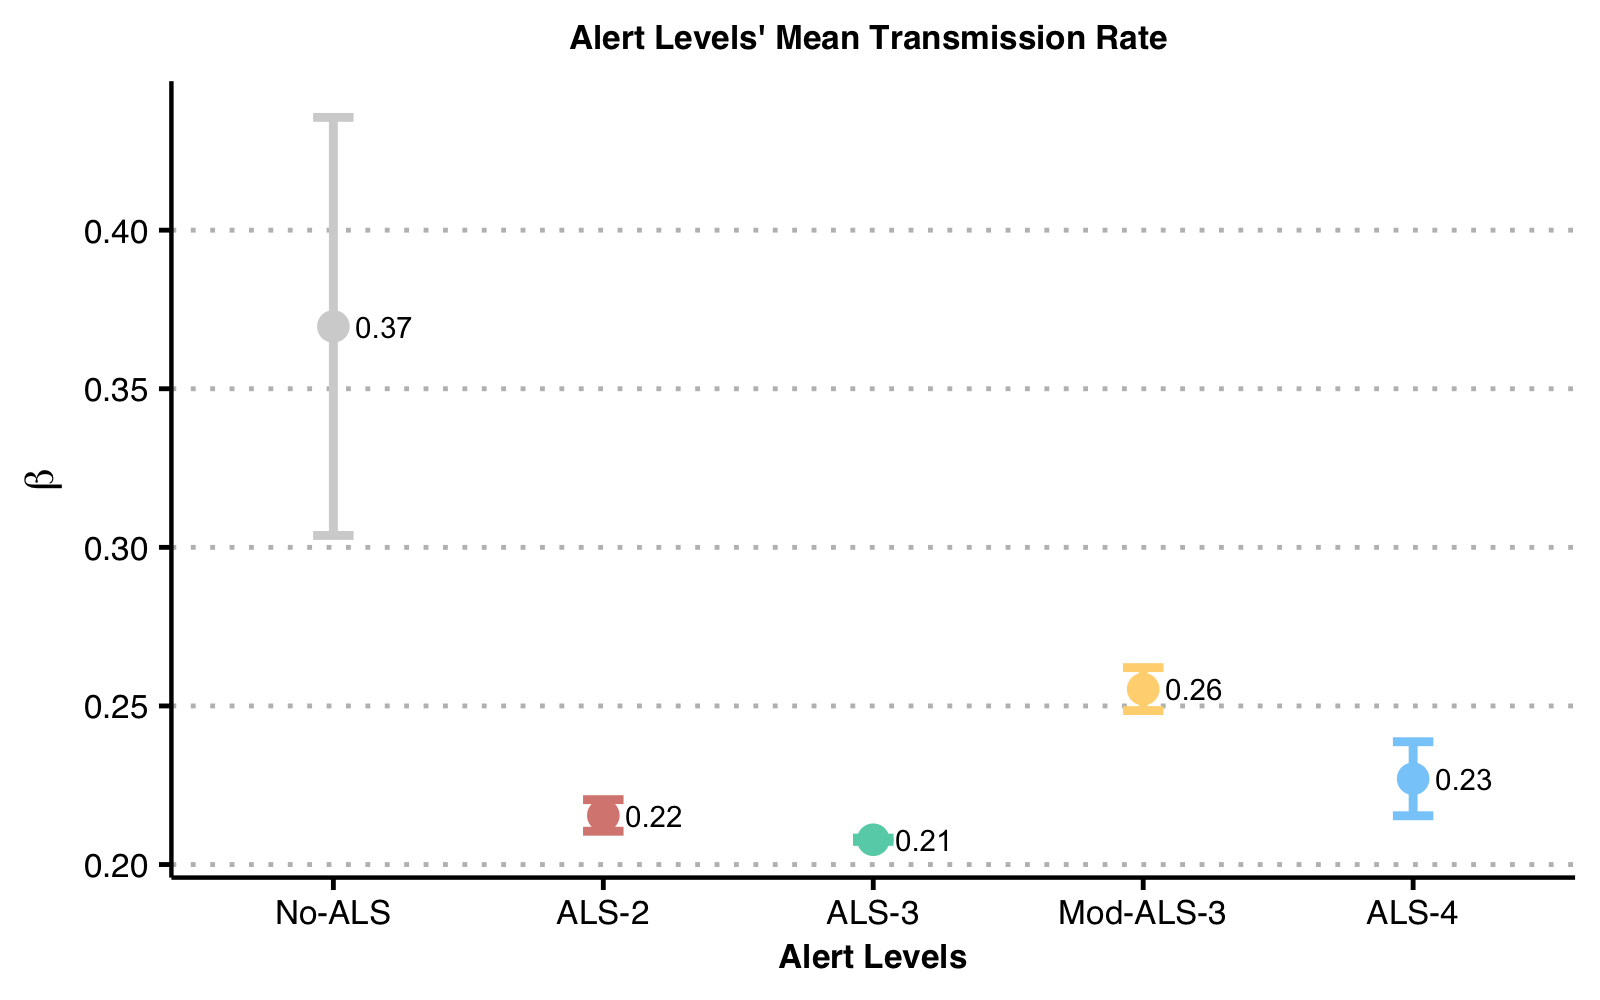 Alert Levels' Mean Transmission Rate
β
0.40
0.35
0.30
0.25
0.20
0.37
0.22
0.21
0.26
0.23
No-ALS
ALS-2
ALS-3
Mod-ALS-3
ALS-4
Alert Levels